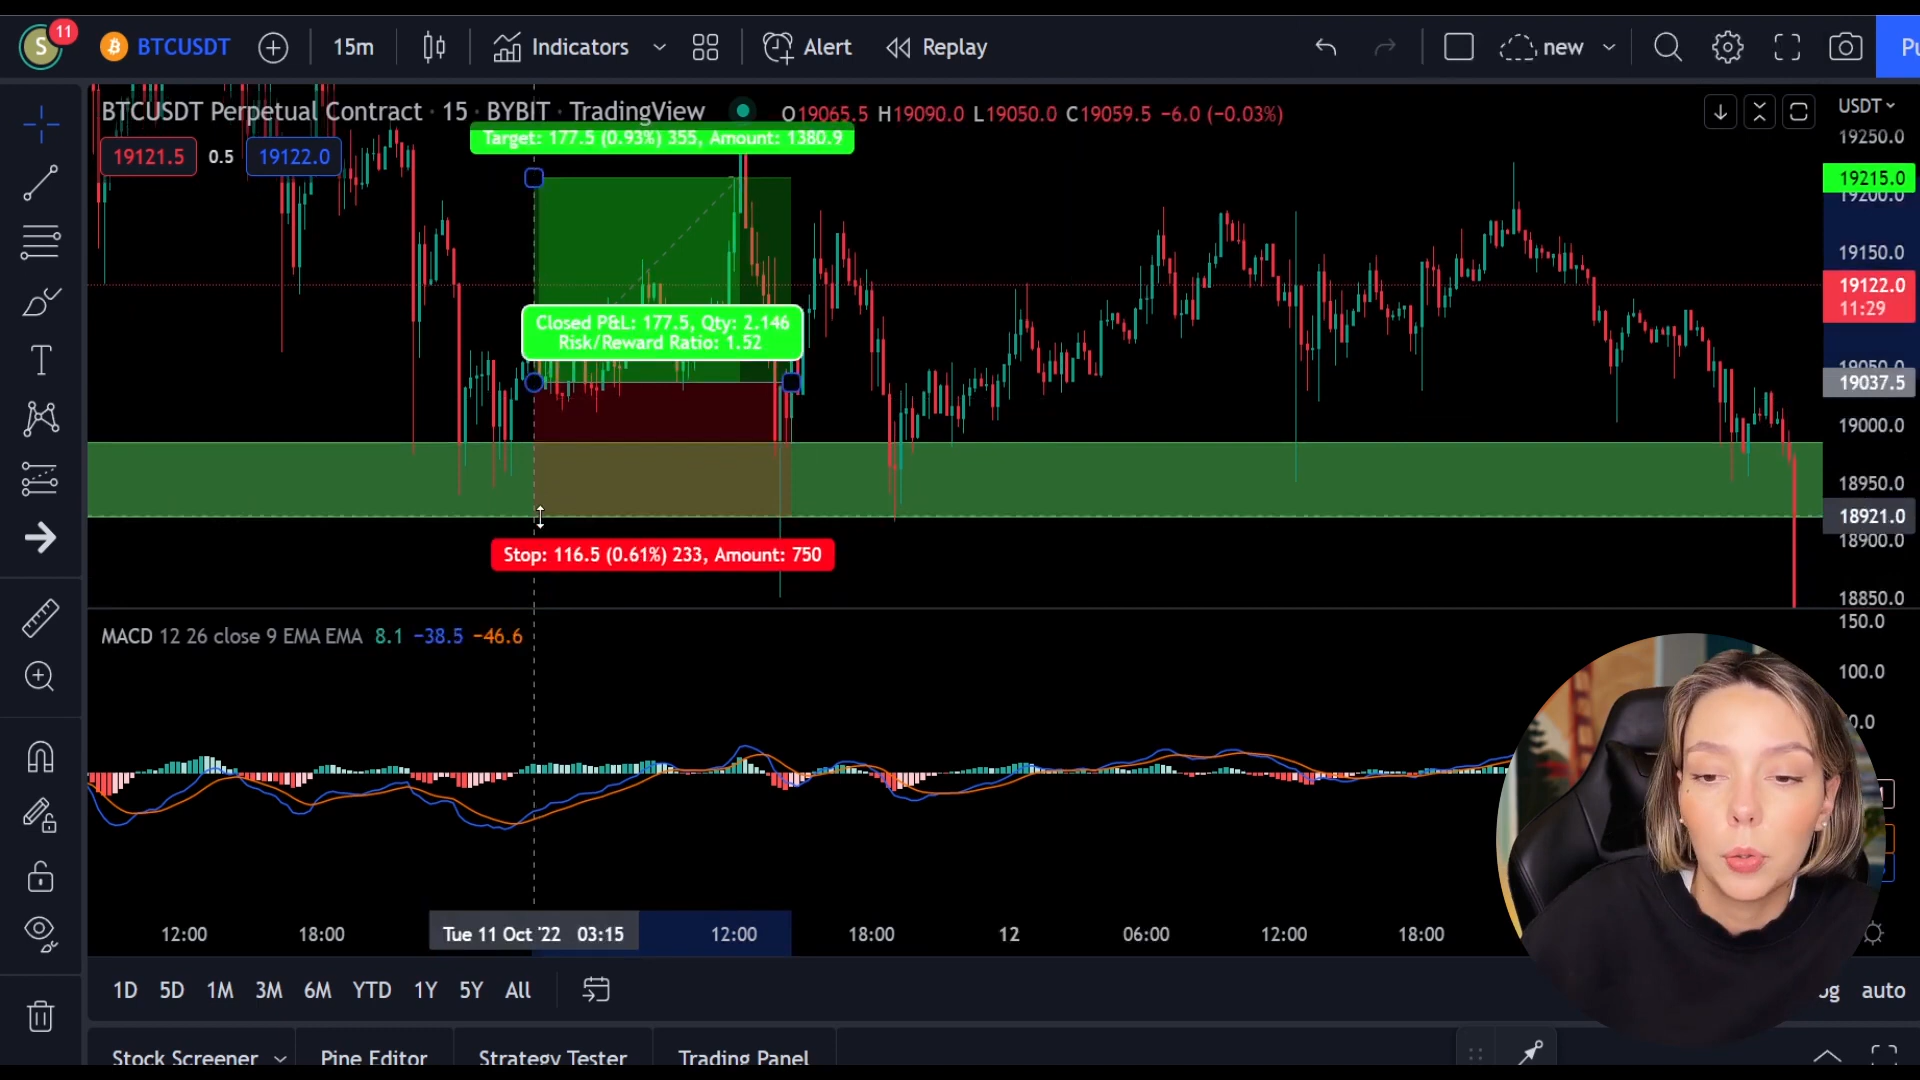 S 11 BTCUSDT 15m Indicators Alert Replay new
BTCUSDT Perpetual Contract · 15 · BYBIT · TradingView O19065.5 H19090.0 L19050.0 C19059.5 −6.0 (−0.03%) USDT
19250.0
Target: 177.5 (0.93%) 355, Amount: 1380.9
19121.5 0.5 19122.0
19215.0
19200.0
19150.0
19122.0
11:29
Closed P&L: 177.5, Qty: 2.146
Risk/Reward Ratio: 1.52
19050.0
19037.5
19000.0
18950.0
18921.0
18900.0
Stop: 116.5 (0.61%) 233, Amount: 750
18850.0
150.0
MACD 12 26 close 9 EMA EMA 8.1 −38.5 −46.6
100.0
12:00 18:00 Tue 11 Oct '22 03:15 12:00 18:00 12 06:00 12:00 18:00
1D 5D 1M 3M 6M YTD 1Y 5Y All auto
Stock Screener Pine Editor Strategy Tester Trading Panel